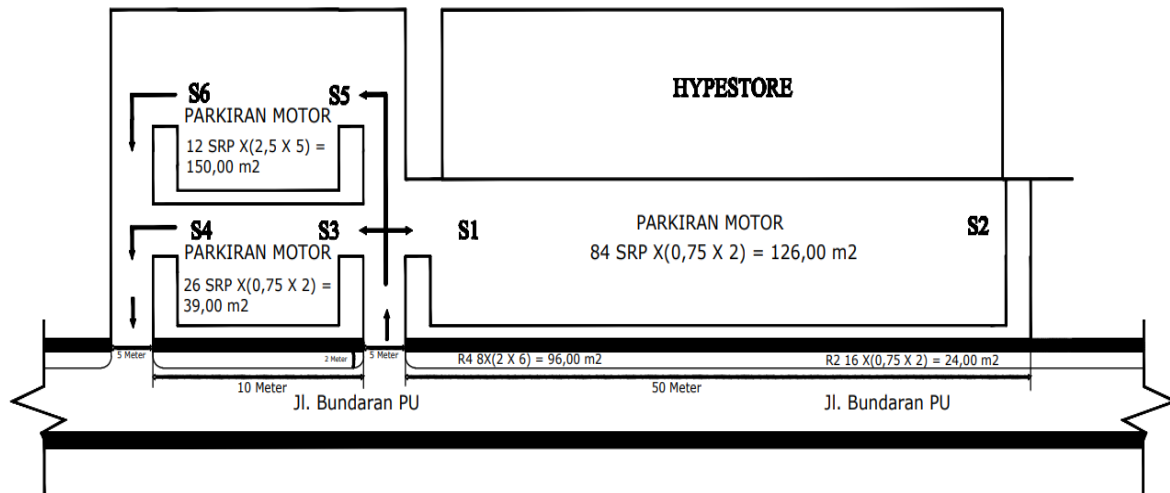 HYPESTORE
S6
S5
PARKIRAN MOTOR
12 SRP X(2,5 X 5) =
150,00 m2
S4
S3
S1
PARKIRAN MOTOR
84 SRP X(0,75 X 2) = 126,00 m2
S2
PARKIRAN MOTOR
26 SRP X(0,75 X 2) =
39,00 m2
5 Meter
2 Meter
5 Meter
R4 8X(2 X 6) = 96,00 m2
R2 16 X(0,75 X 2) = 24,00 m2
10 Meter
50 Meter
Jl. Bundaran PU
Jl. Bundaran PU